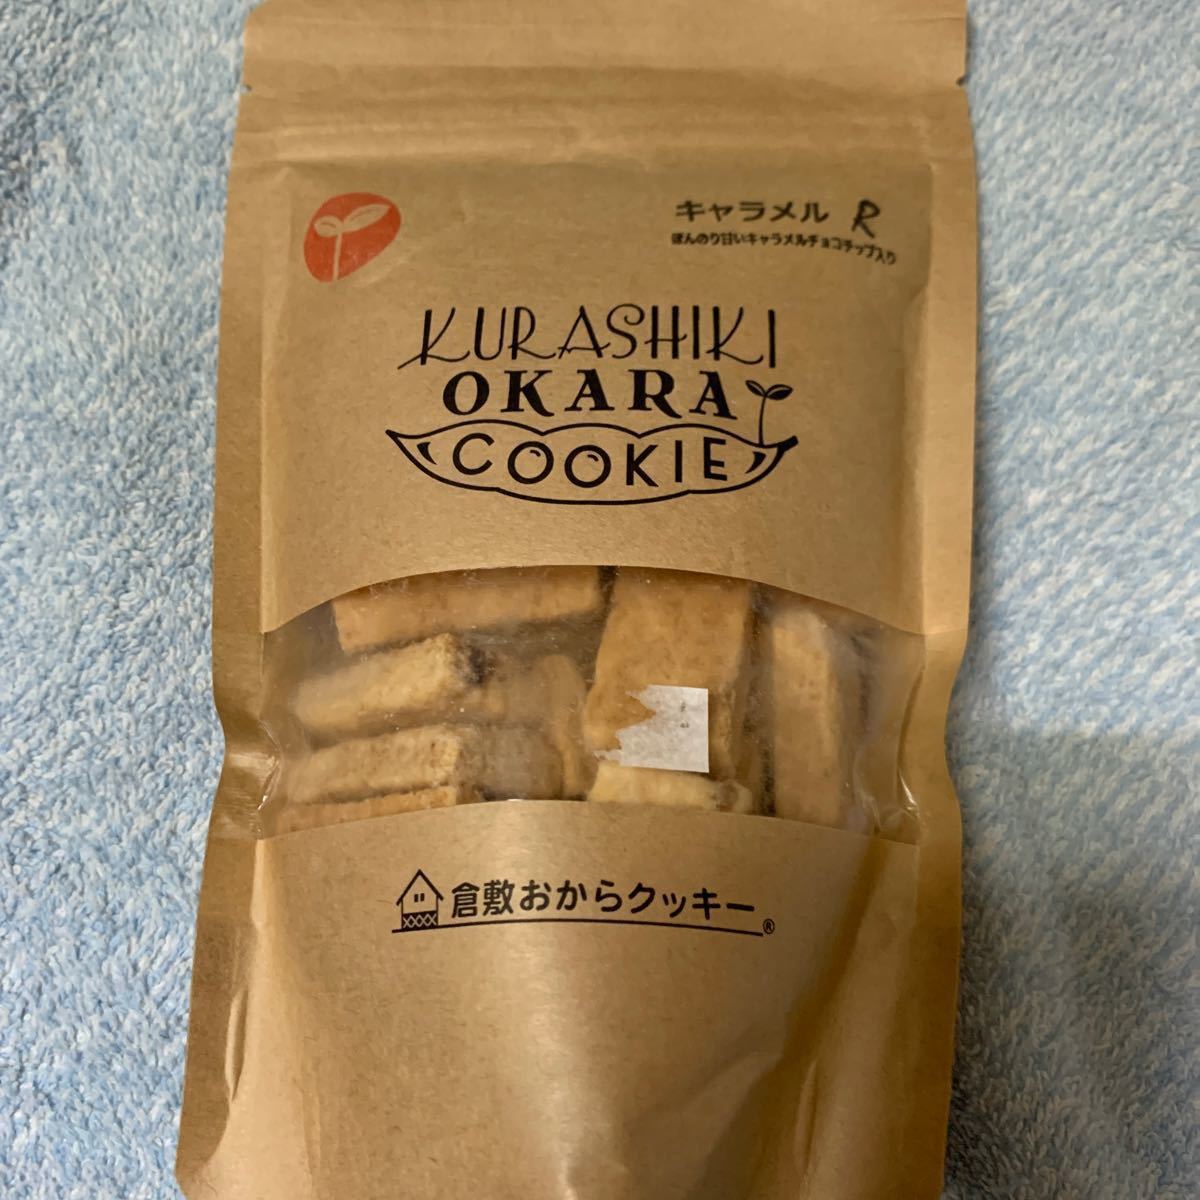 キャラメル R
ほんのり甘いキャラメルチョコチップ入り
KURASHIKI
OKARA
COOKIE
倉敷おからクッキー®